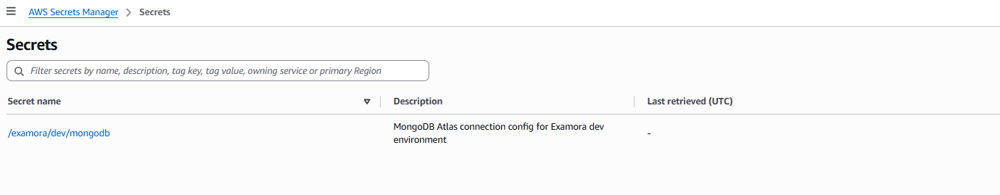 AWS Secrets Manager > Secrets
Secrets
Filter secrets by name, description, tag key, tag value, owning service or primary Region
Secret name Description Last retrieved (UTC)
/examora/dev/mongodb MongoDB Atlas connection config for Examora dev -
environment